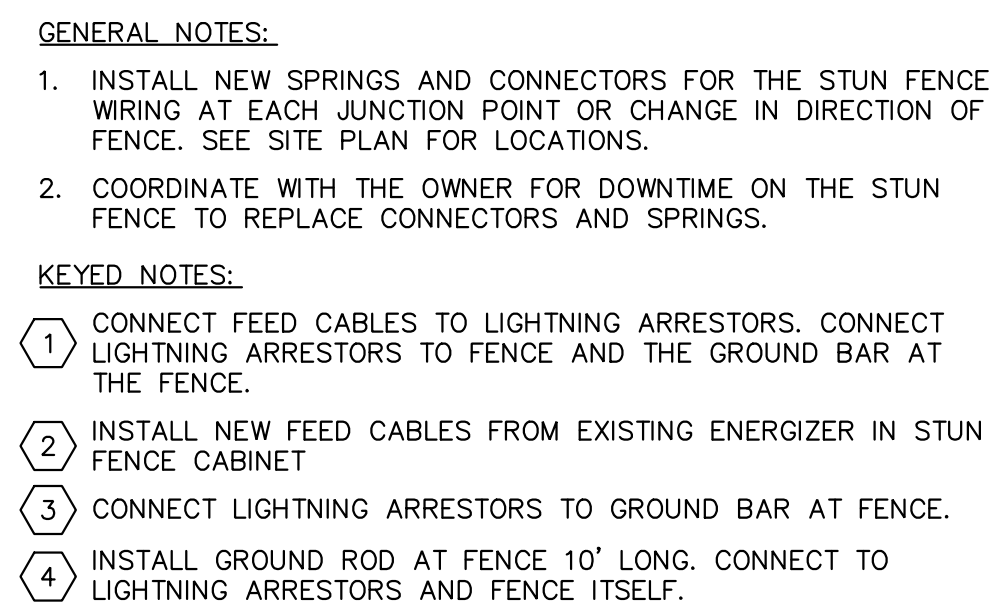 GENERAL NOTES:
1. INSTALL NEW SPRINGS AND CONNECTORS FOR THE STUN FENCE
WIRING AT EACH JUNCTION POINT OR CHANGE IN DIRECTION OF
FENCE. SEE SITE PLAN FOR LOCATIONS.
2. COORDINATE WITH THE OWNER FOR DOWNTIME ON THE STUN
FENCE TO REPLACE CONNECTORS AND SPRINGS.
KEYED NOTES:
1 CONNECT FEED CABLES TO LIGHTNING ARRESTORS. CONNECT
LIGHTNING ARRESTORS TO FENCE AND THE GROUND BAR AT
THE FENCE.
2 INSTALL NEW FEED CABLES FROM EXISTING ENERGIZER IN STUN
FENCE CABINET
3 CONNECT LIGHTNING ARRESTORS TO GROUND BAR AT FENCE.
4 INSTALL GROUND ROD AT FENCE 10' LONG. CONNECT TO
LIGHTNING ARRESTORS AND FENCE ITSELF.